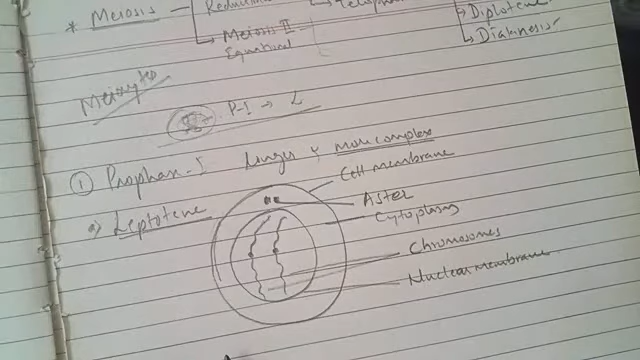 * Meiosis
Meiosis II
Equational
Diplotene
Diakinesis
Meiocytes
P-I → L
① Prophase-I longer & more complex
a) Leptotene
Cell membrane
Aster
Cytoplasm
Chromosomes
Nuclear membrane